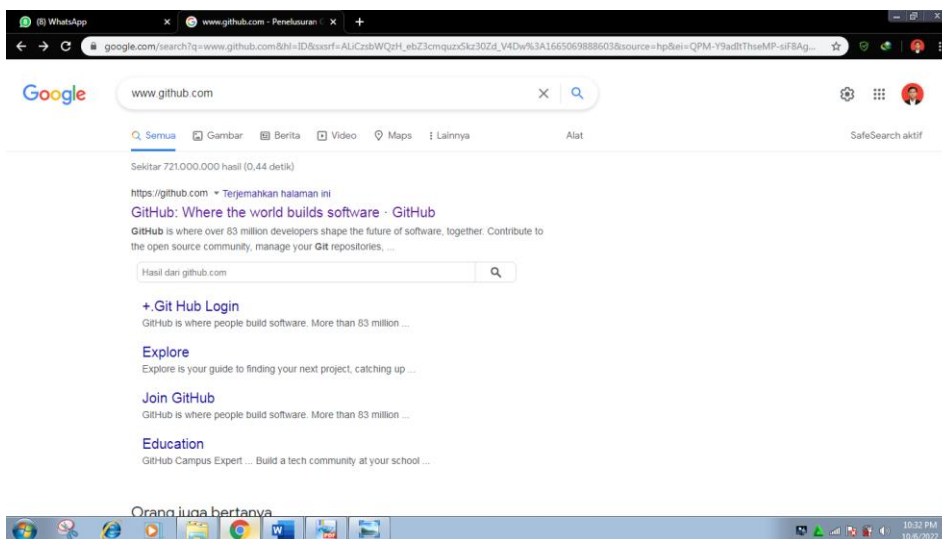 (8) WhatsApp
www.github.com - Penelusuran G
google.com/search?q=www.github.com&hl=ID&sxsrf=ALiCzsbWQzH_ebZ3cmquzxSkz30Zd_V4Dw%3A1665069888603&source=hp&ei=QPM-Y9adItThseMP-siF8Ag...
Google
www.github.com
Semua Gambar Berita Video Maps Lainnya Alat SafeSearch aktif
Sekitar 721.000.000 hasil (0,44 detik)
https://github.com Terjemahkan halaman ini
GitHub: Where the world builds software · GitHub
GitHub is where over 83 million developers shape the future of software, together. Contribute to
the open source community, manage your Git repositories, ...
Hasil dari github.com
+.Git Hub Login
GitHub is where people build software. More than 83 million ...
Explore
Explore is your guide to finding your next project, catching up ...
Join GitHub
GitHub is where people build software. More than 83 million ...
Education
GitHub Campus Expert ... Build a tech community at your school ...
Orang juga bertanya
10:32 PM
10/6/2022